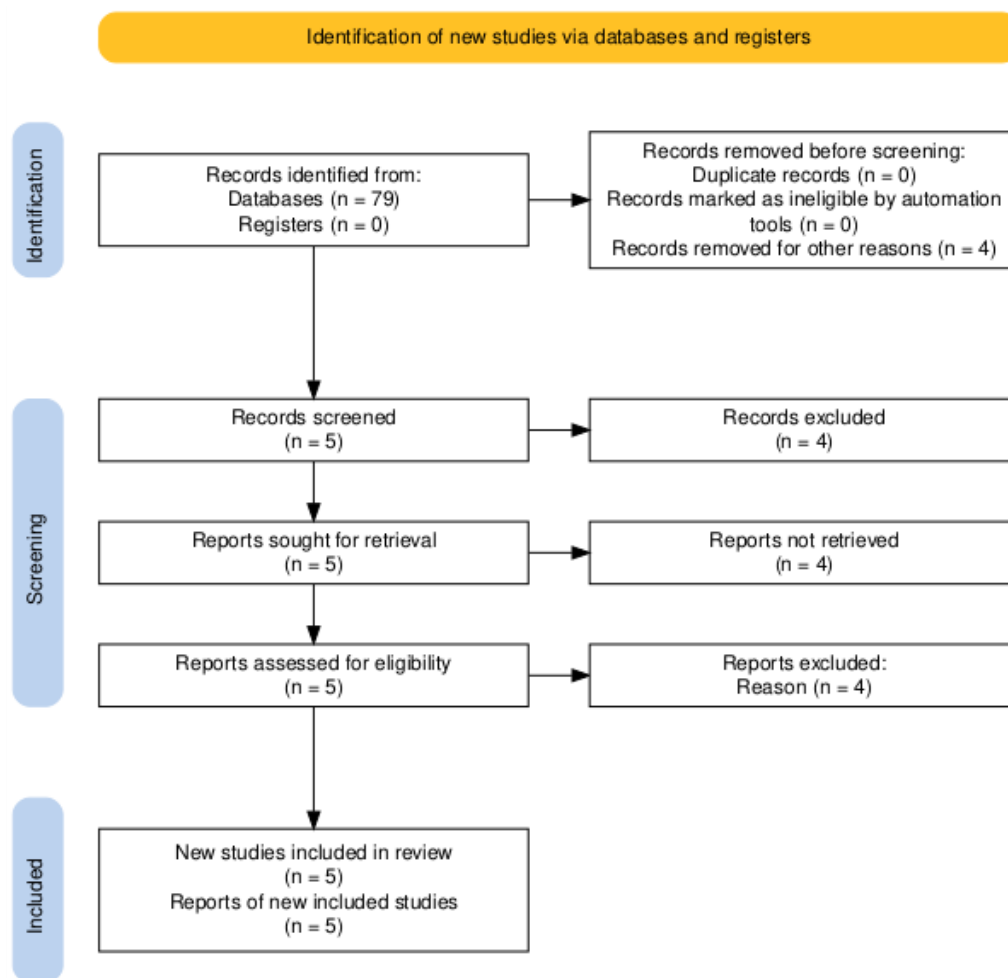 Identification of new studies via databases and registers
Identification
Records identified from:
Databases (n = 79)
Registers (n = 0)
Records removed before screening:
Duplicate records (n = 0)
Records marked as ineligible by automation
tools (n = 0)
Records removed for other reasons (n = 4)
Screening
Records screened
(n = 5)
Records excluded
(n = 4)
Reports sought for retrieval
(n = 5)
Reports not retrieved
(n = 4)
Reports assessed for eligibility
(n = 5)
Reports excluded:
Reason (n = 4)
Included
New studies included in review
(n = 5)
Reports of new included studies
(n = 5)